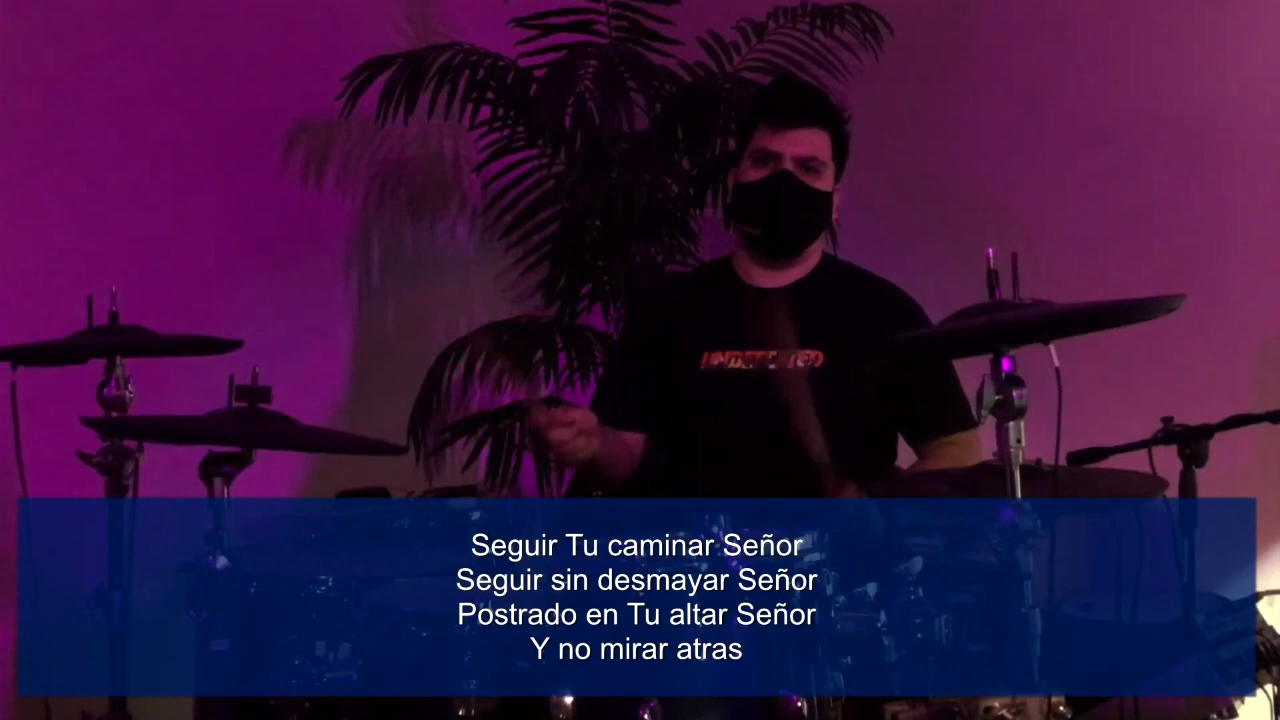 Seguir Tu caminar Señor
Seguir sin desmayar Señor
Postrado en Tu altar Señor
Y no mirar atras